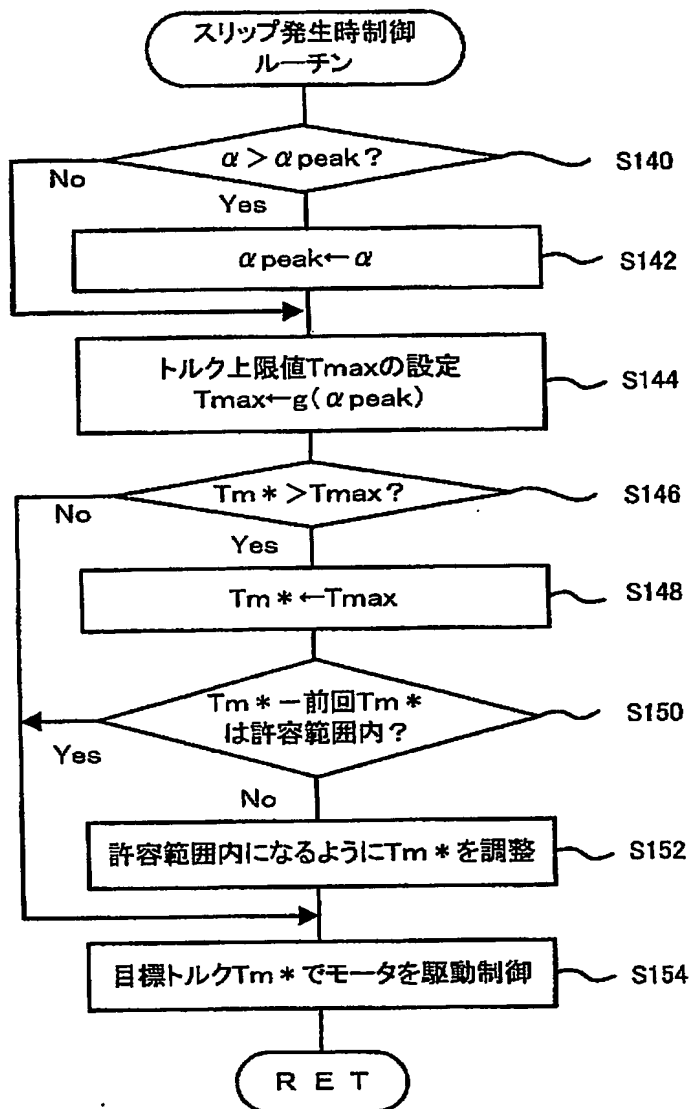 スリップ発生時制御
ルーチン
α>αpeak?
S140
No
Yes
αpeak←α
S142
トルク上限値Tmaxの設定
Tmax←g(αpeak)
S144
Tm*>Tmax?
S146
No
Yes
Tm*←Tmax
S148
Tm*-前回Tm*
は許容範囲内?
S150
Yes
No
許容範囲内になるようにTm*を調整
S152
目標トルクTm*でモータを駆動制御
S154
RET